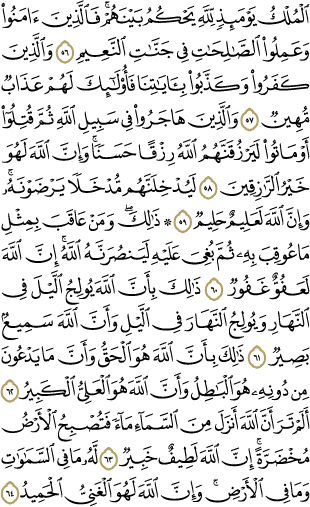 ٱلۡمُلۡكُ يَوۡمَئِذٖ لِّلَّهِ يَحۡكُمُ بَيۡنَهُمۡۚ فَٱلَّذِينَ ءَامَنُواْ
وَعَمِلُواْ ٱلصَّٰلِحَٰتِ فِي جَنَّٰتِ ٱلنَّعِيمِ ٥٦ وَٱلَّذِينَ
كَفَرُواْ وَكَذَّبُواْ بِـَٔايَٰتِنَا فَأُوْلَٰٓئِكَ لَهُمۡ عَذَابٞ
مُّهِينٞ ٥٧ وَٱلَّذِينَ هَاجَرُواْ فِي سَبِيلِ ٱللَّهِ ثُمَّ قُتِلُوٓاْ
أَوۡ مَاتُواْ لَيَرۡزُقَنَّهُمُ ٱللَّهُ رِزۡقًا حَسَنٗاۚ وَإِنَّ ٱللَّهَ لَهُوَ
خَيۡرُ ٱلرَّٰزِقِينَ ٥٨ لَيُدۡخِلَنَّهُم مُّدۡخَلٗا يَرۡضَوۡنَهُۥۚ
وَإِنَّ ٱللَّهَ لَعَلِيمٌ حَلِيمٞ ٥٩ ۞ ذَٰلِكَۖ وَمَنۡ عَاقَبَ بِمِثۡلِ
مَا عُوقِبَ بِهِۦ ثُمَّ بُغِيَ عَلَيۡهِ لَيَنصُرَنَّهُ ٱللَّهُۚ إِنَّ ٱللَّهَ
لَعَفُوٌّ غَفُورٞ ٦٠ ذَٰلِكَ بِأَنَّ ٱللَّهَ يُولِجُ ٱلَّيۡلَ فِي
ٱلنَّهَارِ وَيُولِجُ ٱلنَّهَارَ فِي ٱلَّيۡلِ وَأَنَّ ٱللَّهَ سَمِيعُۢ
بَصِيرٞ ٦١ ذَٰلِكَ بِأَنَّ ٱللَّهَ هُوَ ٱلۡحَقُّ وَأَنَّ مَا يَدۡعُونَ
مِن دُونِهِۦ هُوَ ٱلۡبَٰطِلُ وَأَنَّ ٱللَّهَ هُوَ ٱلۡعَلِيُّ ٱلۡكَبِيرُ ٦٢
أَلَمۡ تَرَ أَنَّ ٱللَّهَ أَنزَلَ مِنَ ٱلسَّمَآءِ مَآءٗ فَتُصۡبِحُ ٱلۡأَرۡضُ
مُخۡضَرَّةًۚ إِنَّ ٱللَّهَ لَطِيفٌ خَبِيرٞ ٦٣ لَّهُۥ مَا فِي ٱلسَّمَٰوَٰتِ
وَمَا فِي ٱلۡأَرۡضِۚ وَإِنَّ ٱللَّهَ لَهُوَ ٱلۡغَنِيُّ ٱلۡحَمِيدُ ٦٤